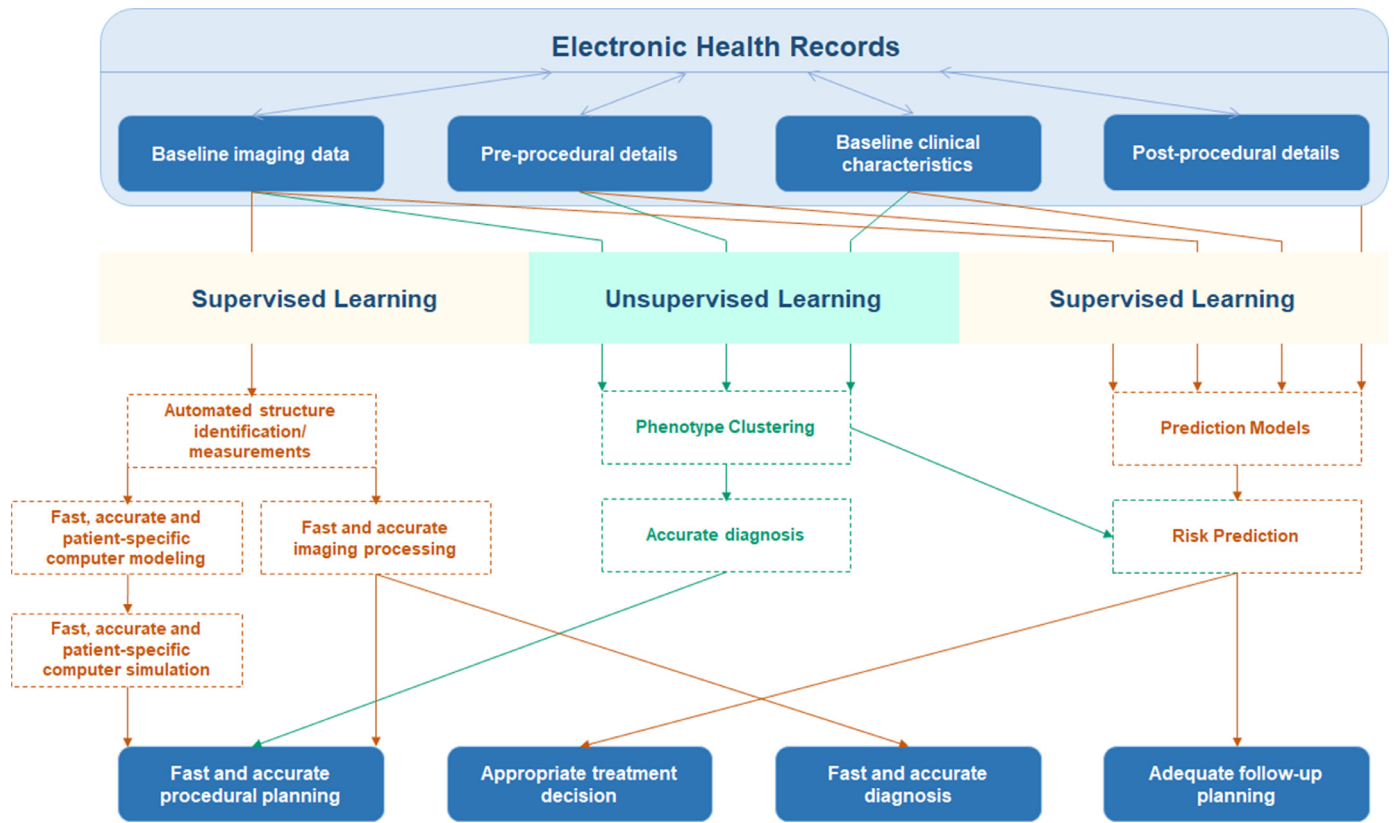 Electronic Health Records
Baseline imaging data
Pre-procedural details
Baseline clinical
characteristics
Post-procedural details
Supervised Learning
Unsupervised Learning
Supervised Learning
Automated structure
identification/
measurements
Phenotype Clustering
Prediction Models
Fast, accurate and
patient-specific
computer modeling
Fast and accurate
imaging processing
Accurate diagnosis
Risk Prediction
Fast, accurate and
patient-specific
computer simulation
Fast and accurate
procedural planning
Appropriate treatment
decision
Fast and accurate
diagnosis
Adequate follow-up
planning